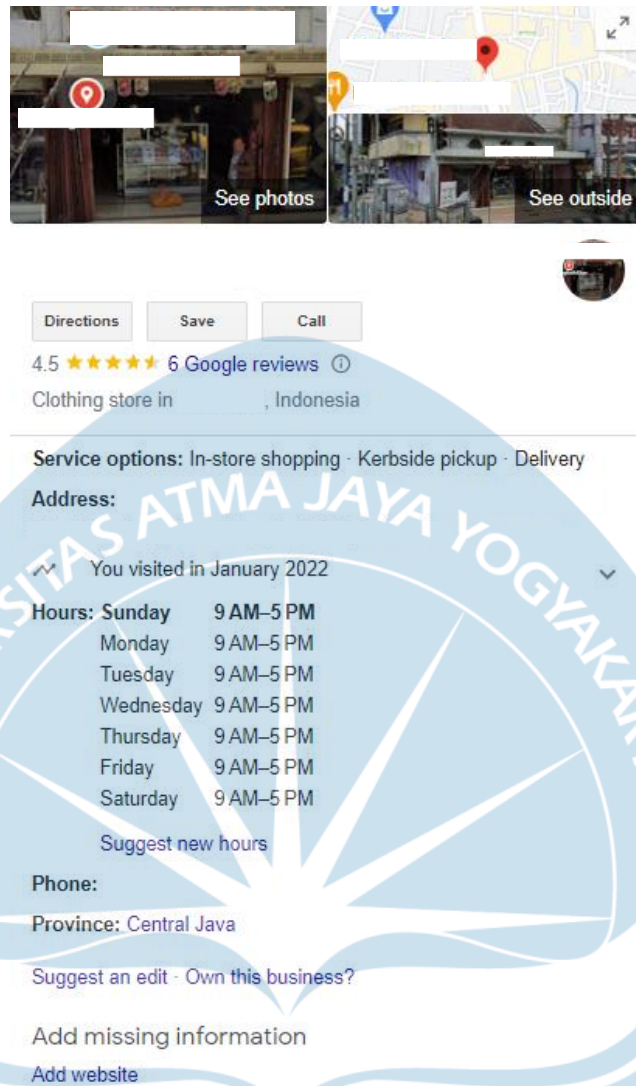 See photos
See outside
Directions Save Call
4.5 6 Google reviews
Clothing store in , Indonesia
Service options: In-store shopping · Kerbside pickup · Delivery
Address:
You visited in January 2022
Hours: Sunday 9 AM–5 PM
Monday 9 AM–5 PM
Tuesday 9 AM–5 PM
Wednesday 9 AM–5 PM
Thursday 9 AM–5 PM
Friday 9 AM–5 PM
Saturday 9 AM–5 PM
Suggest new hours
Phone:
Province: Central Java
Suggest an edit · Own this business?
Add missing information
Add website
SITAS ATMA JAYA YOGYAKAR